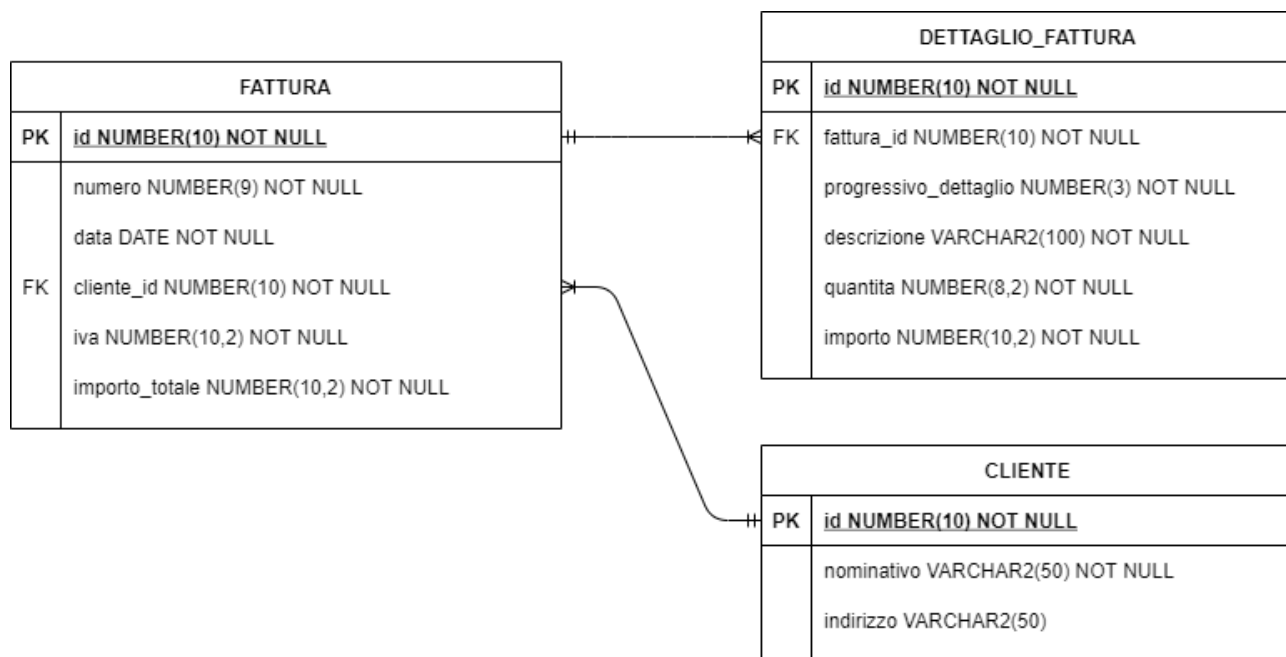 FATTURA
PK id NUMBER(10) NOT NULL
numero NUMBER(9) NOT NULL
data DATE NOT NULL
FK cliente_id NUMBER(10) NOT NULL
iva NUMBER(10,2) NOT NULL
importo_totale NUMBER(10,2) NOT NULL
DETTAGLIO_FATTURA
PK id NUMBER(10) NOT NULL
FK fattura_id NUMBER(10) NOT NULL
progressivo_dettaglio NUMBER(3) NOT NULL
descrizione VARCHAR2(100) NOT NULL
quantita NUMBER(8,2) NOT NULL
importo NUMBER(10,2) NOT NULL
CLIENTE
PK id NUMBER(10) NOT NULL
nominativo VARCHAR2(50) NOT NULL
indirizzo VARCHAR2(50)